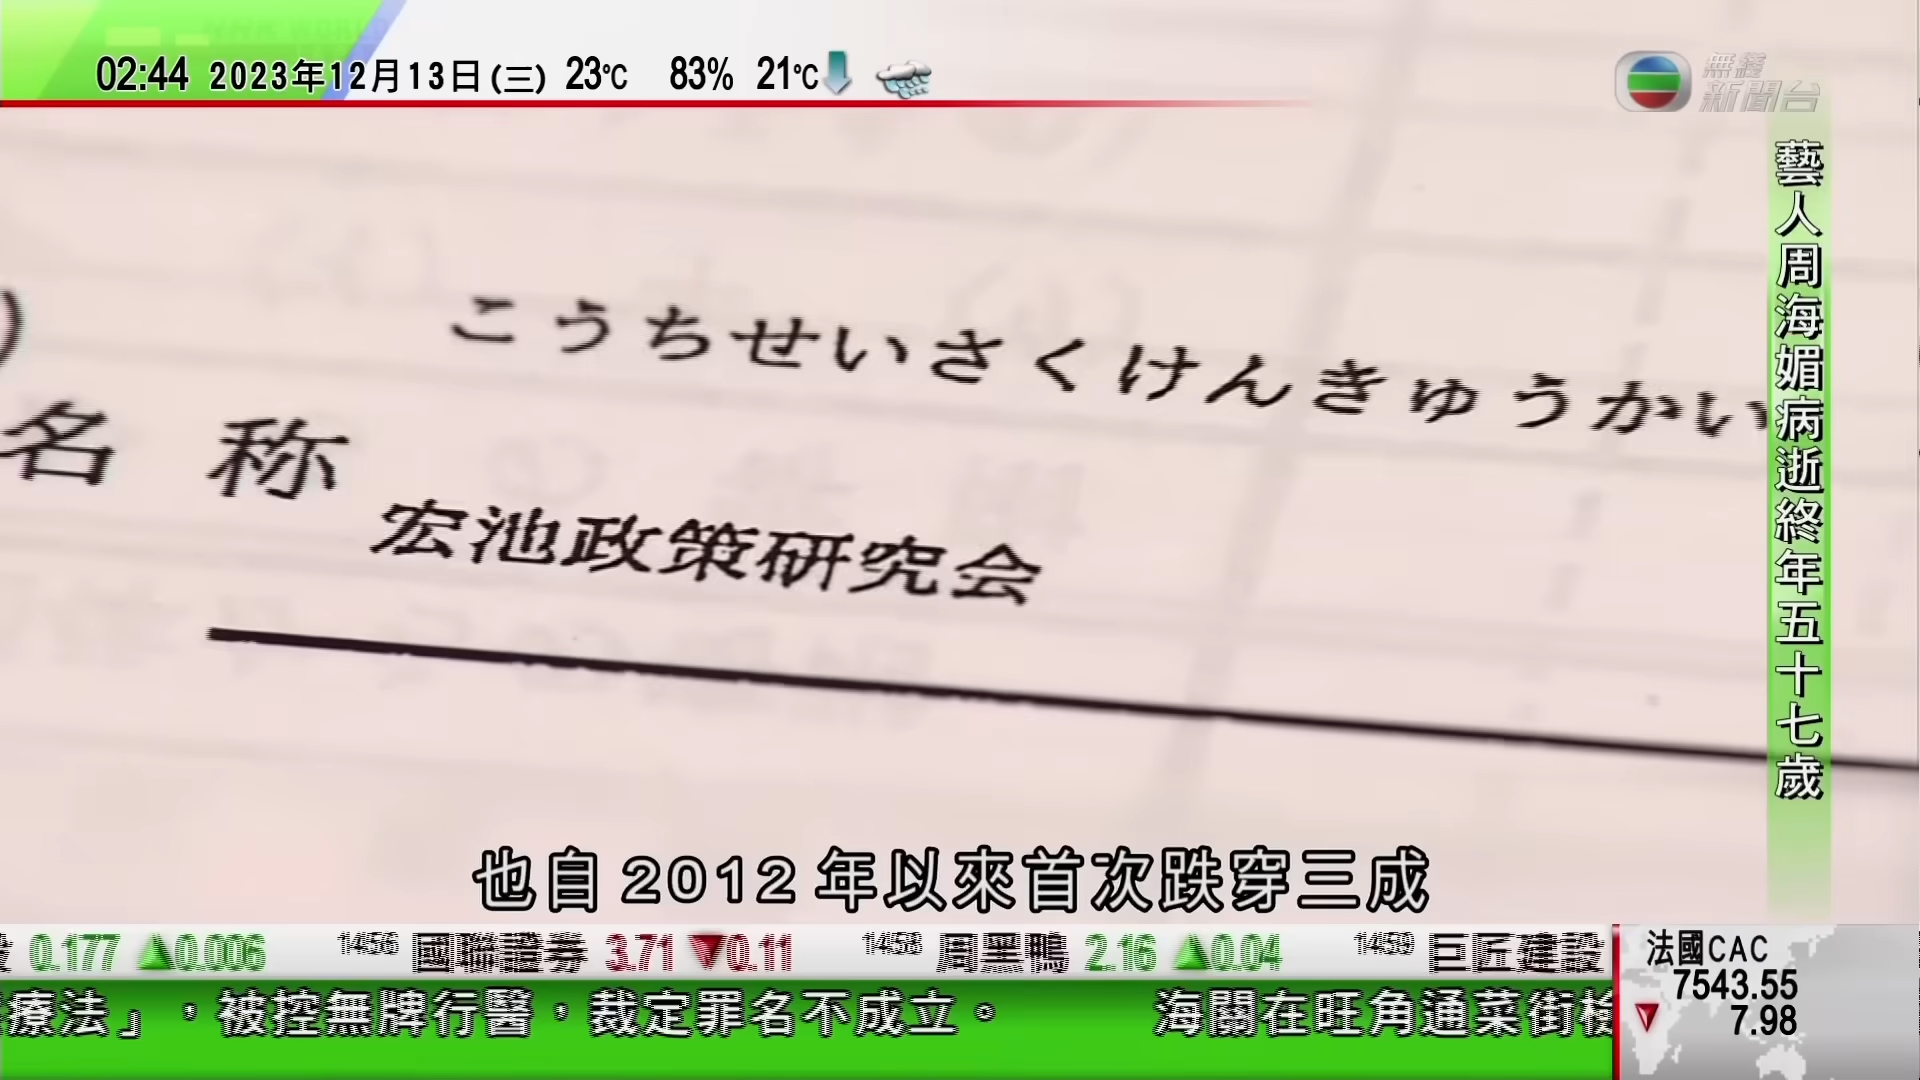 02:44 2023年12月13日(三) 23℃ 83% 21℃
無綫
新聞台
藝人周海媚病逝終年五十七歲
こうちせいさくけんきゅうかい
名称
宏池政策研究会
也自2012年以來首次跌穿三成
0.177 ▲0.006 1456 國聯證券 3.71 ▼0.11 1458 周黑鴨 2.16 ▲0.04 1459 巨匠建設
療法」，被控無牌行醫，裁定罪名不成立。 海關在旺角通菜街
法國CAC
7543.55
▼ 7.98